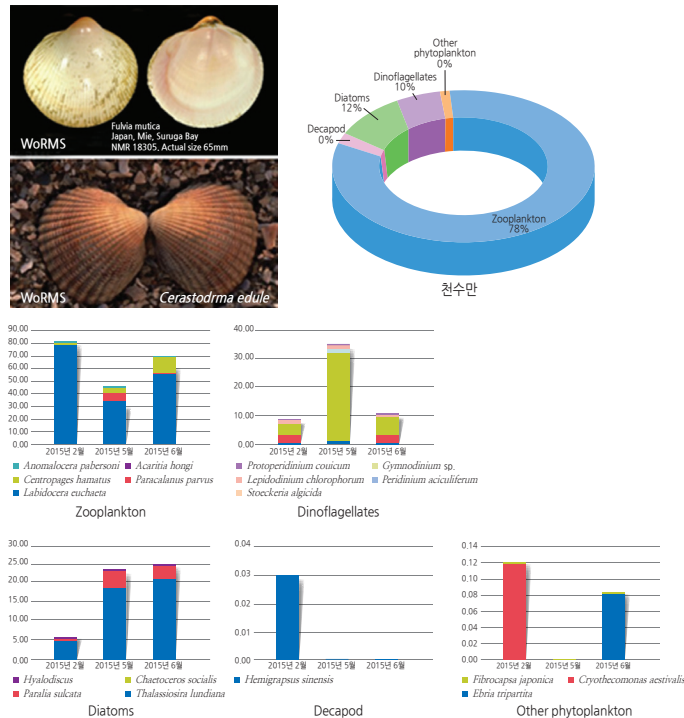 WoRMS
Fulvia mutica
Japan, Mie, Suruga Bay
NMR 18305. Actual size 65mm
WoRMS
Cerastodrma edule
Other
phytoplankton
0%
Dinoflagellates
10%
Diatoms
12%
Decapod
0%
Zooplankton
78%
천수만
90.00
80.00
70.00
60.00
50.00
40.00
30.00
20.00
10.00
0.00
2015년 2월 2015년 5월 2015년 6월
Anomalocera pabersoni Acaritia hongi
Centropages hamatus Paracalanus parvus
Labidocera euchaeta
Zooplankton
40.00
30.00
20.00
10.00
0.00
2015년 2월 2015년 5월 2015년 6월
Protoperidinium couicum Gymnodinium sp.
Lepidodinium chlorophorum Peridinium aciculiferum
Stoeckeria algicida
Dinoflagellates
30.00
25.00
20.00
15.00
10.00
5.00
0.00
2015년 2월 2015년 5월 2015년 6월
Hyalodiscus Chaetoceros socialis
Paralia sulcata Thalassiosira lundiana
Diatoms
0.04
0.03
0.02
0.01
0.00
2015년 2월 2015년 5월 2015년 6월
Hemigrapsus sinensis
Decapod
0.14
0.12
0.10
0.08
0.06
0.04
0.02
0.00
2015년 2월 2015년 5월 2015년 6월
Fibrocapsa japonica Cryothecomonas aestivalis
Ebria tripartita
Other phytoplankton